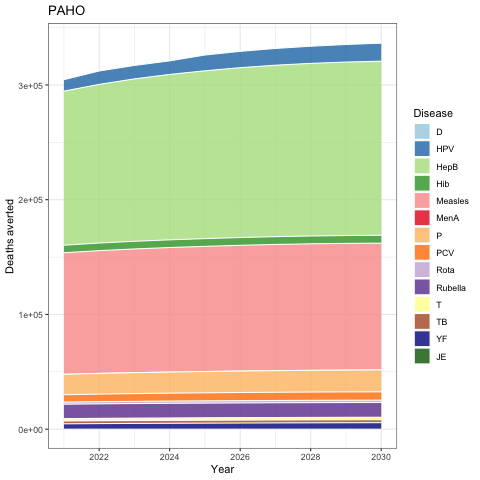 PAHO
Deaths averted
3e+05
2e+05
1e+05
0e+00
2022
2024
2026
2028
2030
Year
Disease
D
HPV
HepB
Hib
Measles
MenA
P
PCV
Rota
Rubella
T
TB
YF
JE